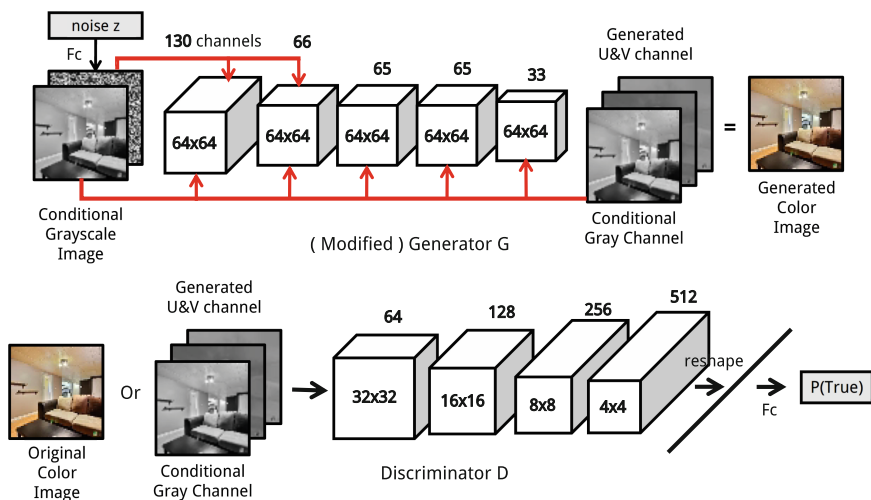 noise z
Fc
130 channels
66
65
65
33
64x64
64x64
64x64
64x64
64x64
Generated
U&V channel
=
Conditional
Grayscale
Image
( Modified ) Generator G
Conditional
Gray Channel
Generated
Color
Image
Generated
U&V channel
Or
Original
Color
Image
Conditional
Gray Channel
64
128
256
512
32x32
16x16
8x8
4x4
reshape
Fc
P(True)
Discriminator D